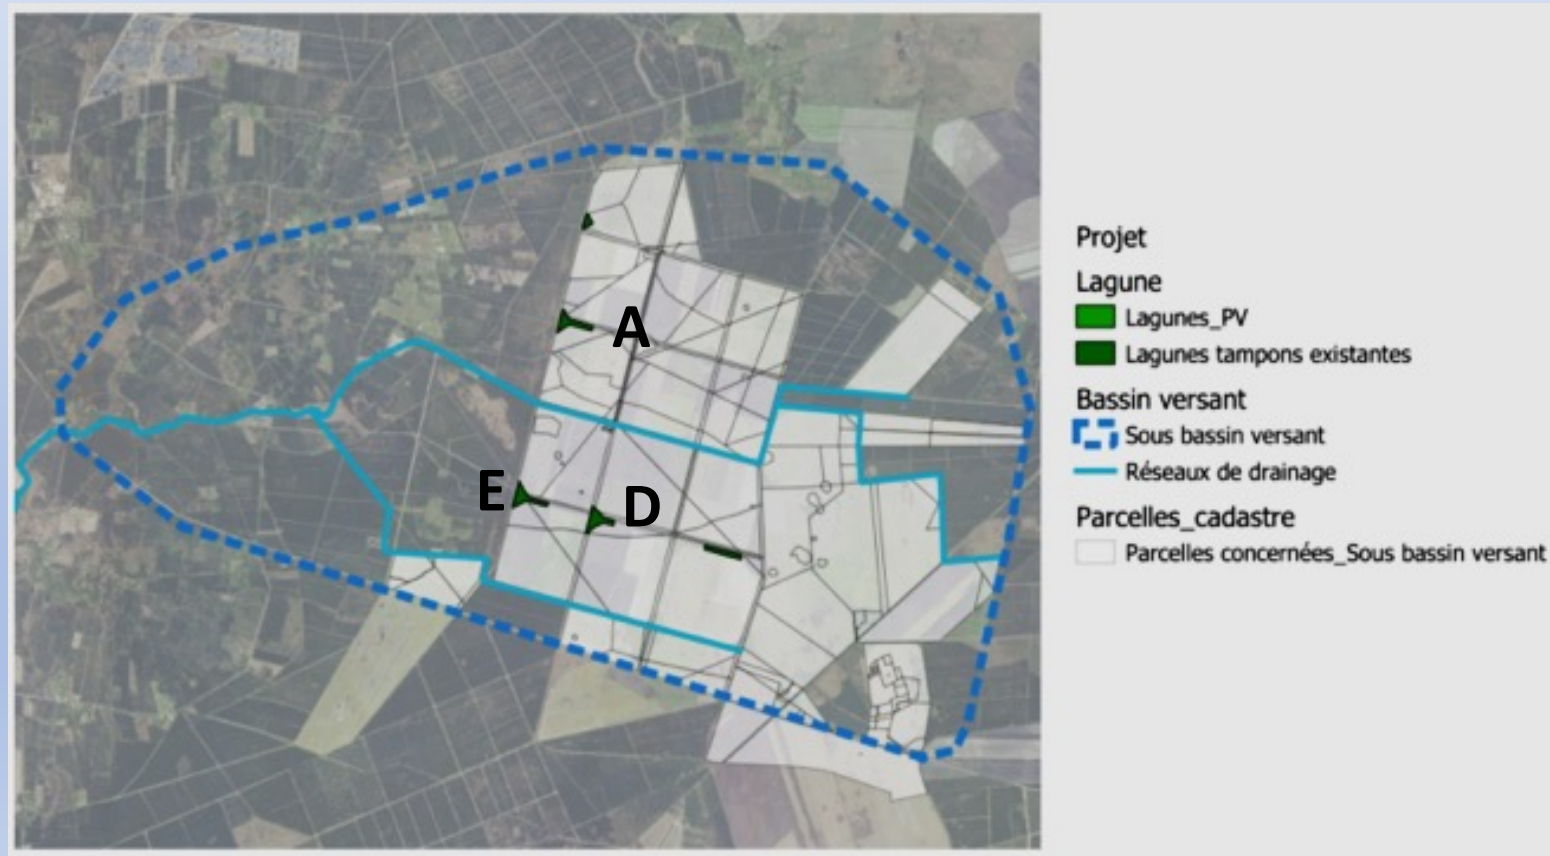 A
E
D
Projet
Lagune
Lagunes_PV
Lagunes tampons existantes
Bassin versant
Sous bassin versant
Réseaux de drainage
Parcelles_cadastre
Parcelles concernées_Sous bassin versant